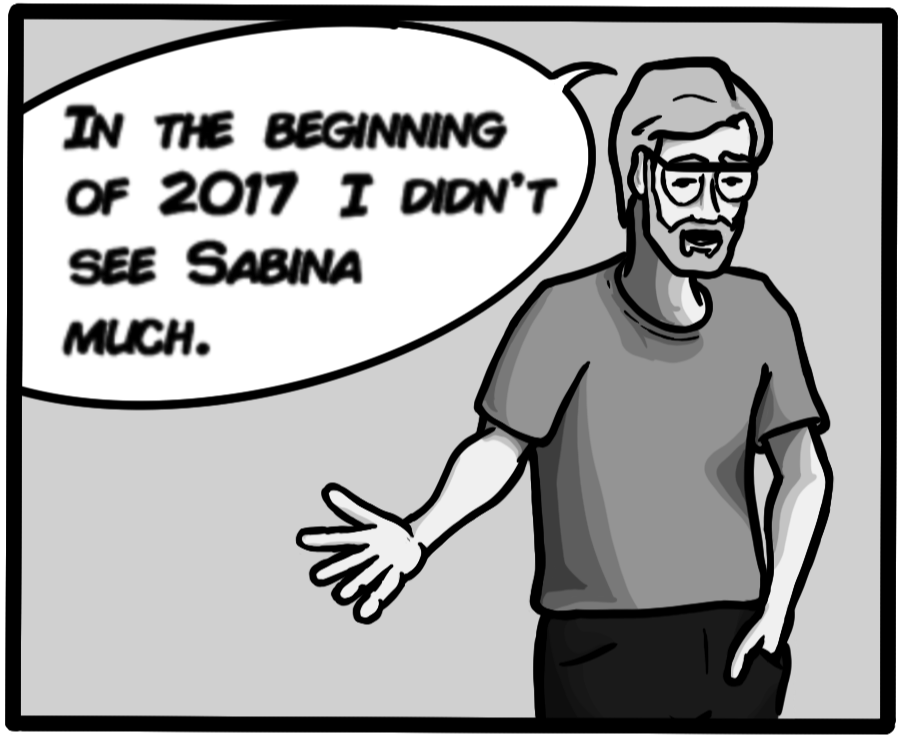 In the beginning
of 2017 I didn't
see Sabina
much.